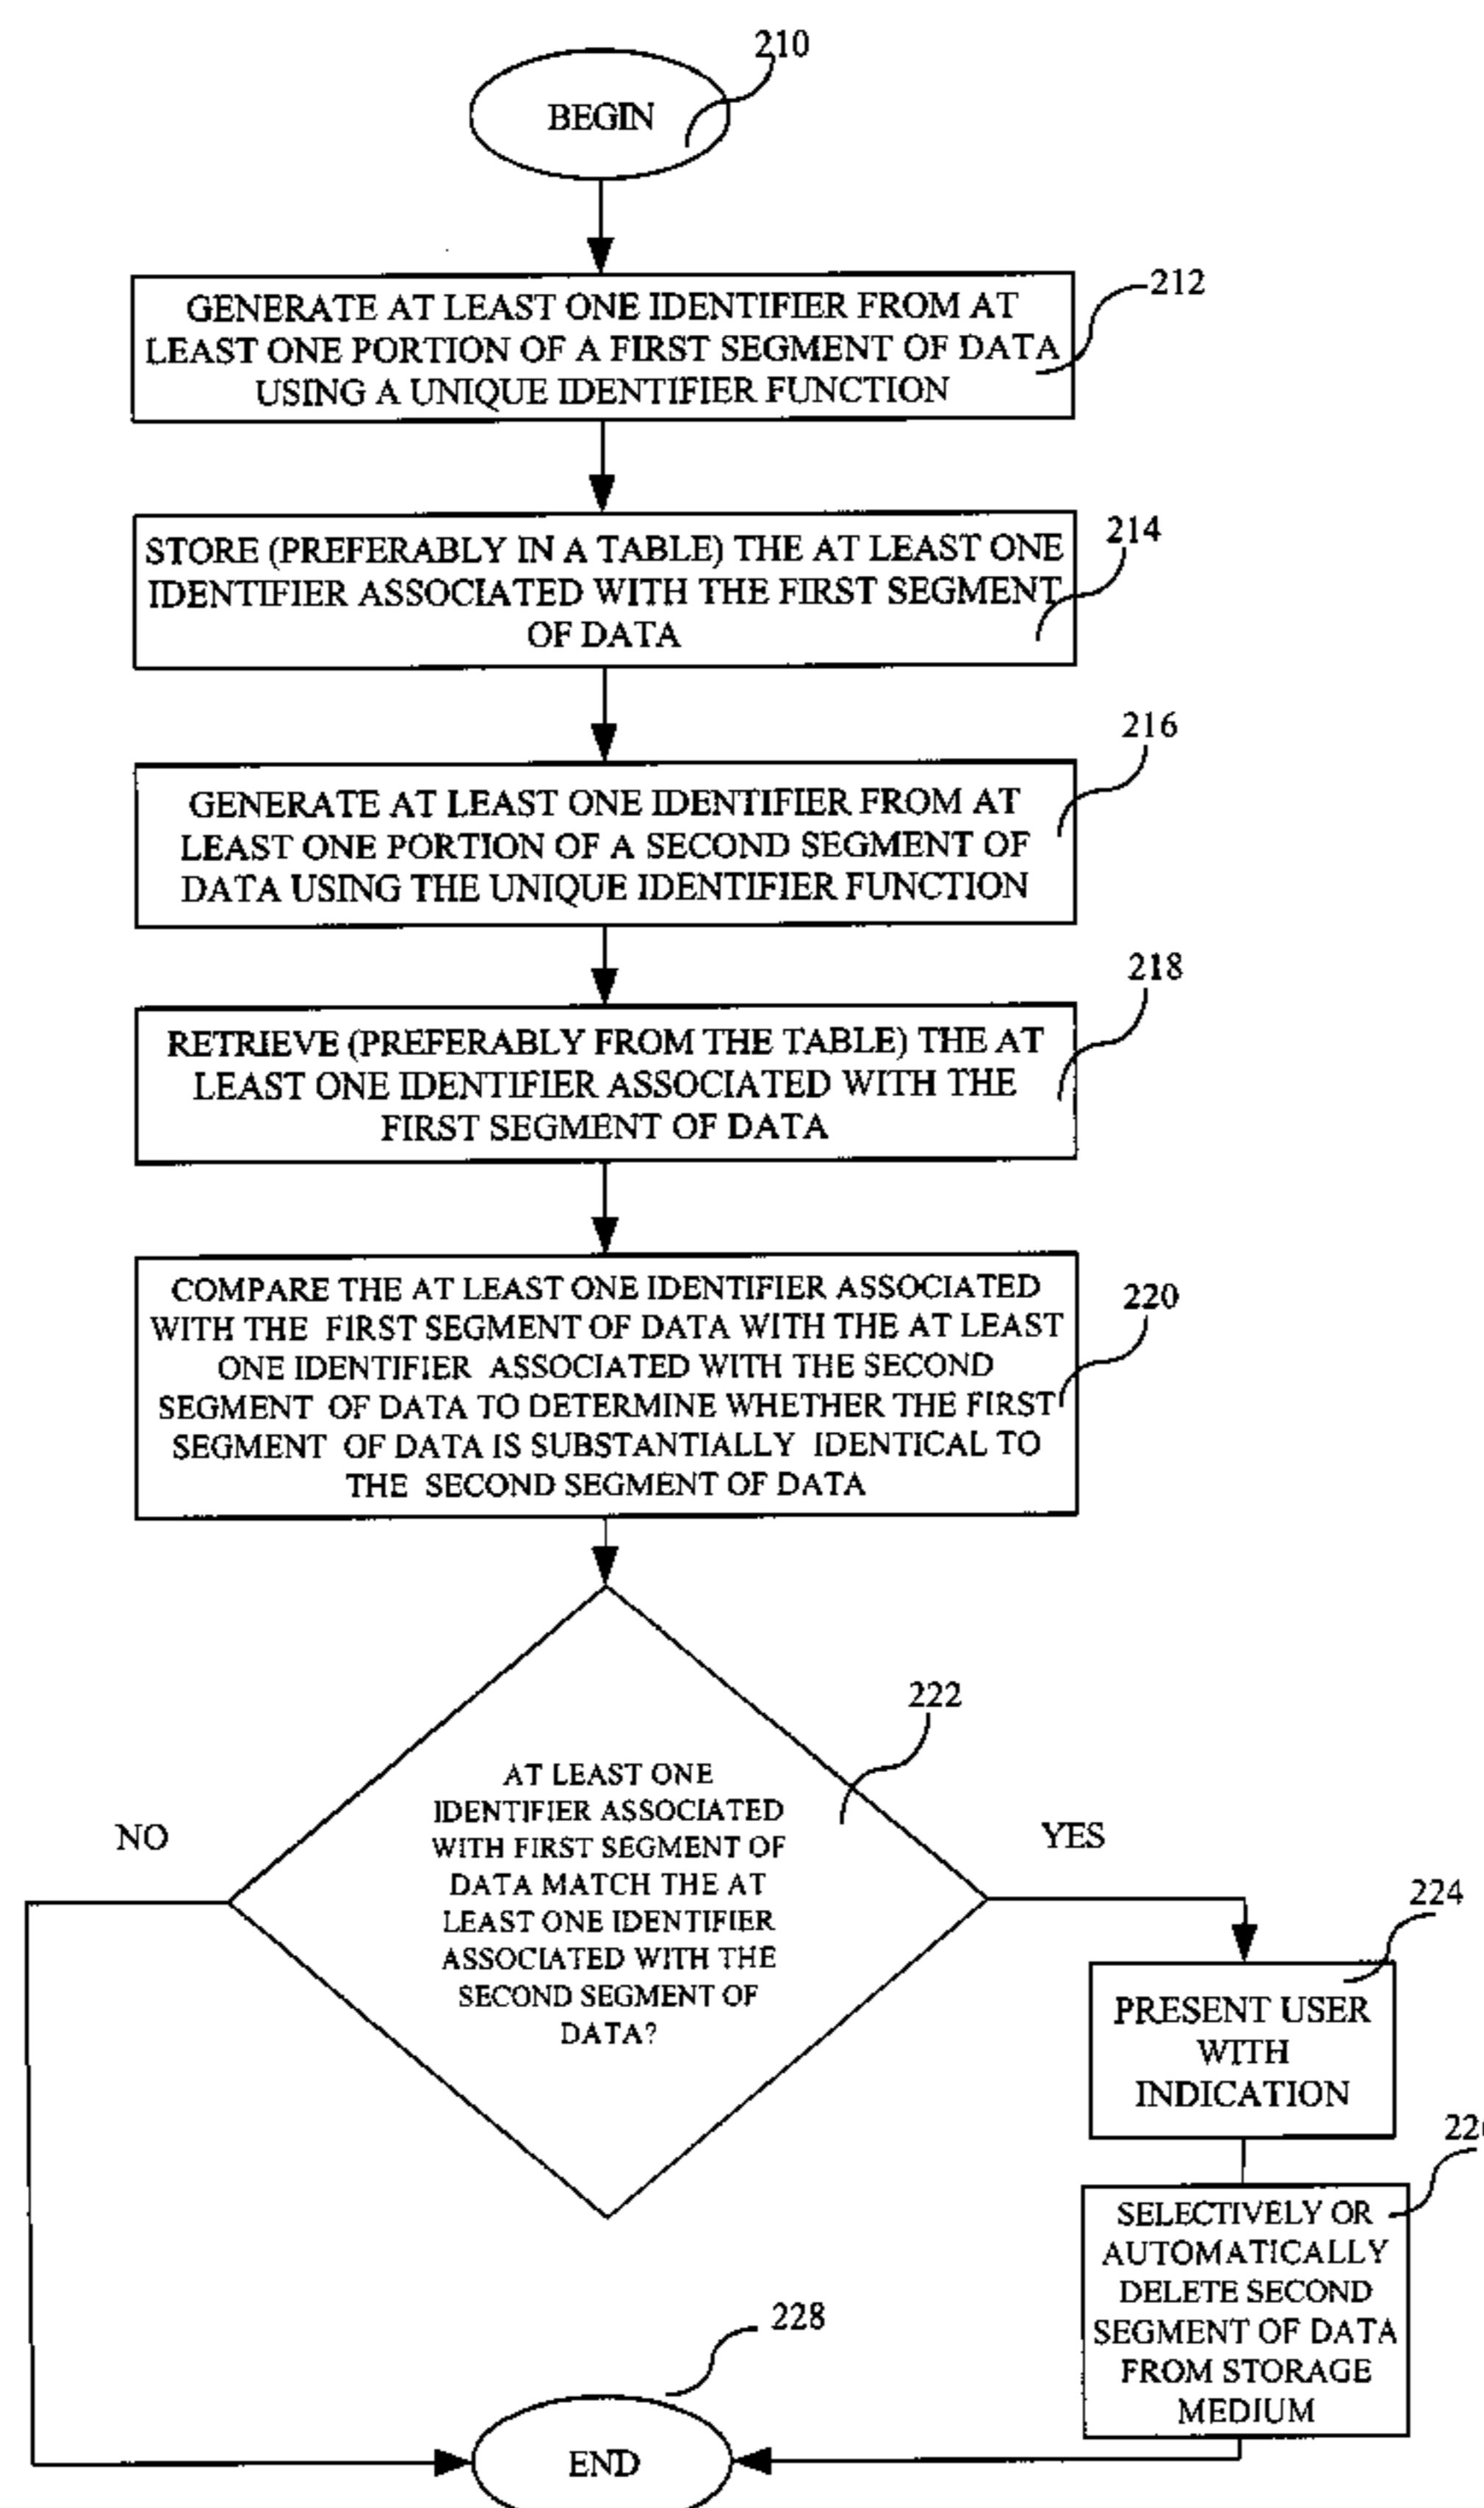 210
BEGIN
212
GENERATE AT LEAST ONE IDENTIFIER FROM AT
LEAST ONE PORTION OF A FIRST SEGMENT OF DATA
USING A UNIQUE IDENTIFIER FUNCTION
214
STORE (PREFERABLY IN A TABLE) THE AT LEAST ONE
IDENTIFIER ASSOCIATED WITH THE FIRST SEGMENT
OF DATA
216
GENERATE AT LEAST ONE IDENTIFIER FROM AT
LEAST ONE PORTION OF A SECOND SEGMENT OF
DATA USING THE UNIQUE IDENTIFIER FUNCTION
218
RETRIEVE (PREFERABLY FROM THE TABLE) THE AT
LEAST ONE IDENTIFIER ASSOCIATED WITH THE
FIRST SEGMENT OF DATA
220
COMPARE THE AT LEAST ONE IDENTIFIER ASSOCIATED
WITH THE FIRST SEGMENT OF DATA WITH THE AT LEAST
ONE IDENTIFIER ASSOCIATED WITH THE SECOND
SEGMENT OF DATA TO DETERMINE WHETHER THE FIRST
SEGMENT OF DATA IS SUBSTANTIALLY IDENTICAL TO
THE SECOND SEGMENT OF DATA
222
AT LEAST ONE
IDENTIFIER ASSOCIATED
WITH FIRST SEGMENT OF
DATA MATCH THE AT
LEAST ONE IDENTIFIER
ASSOCIATED WITH THE
SECOND SEGMENT OF
DATA?
NO
YES
224
PRESENT USER
WITH
INDICATION
SELECTIVELY OR
AUTOMATICALLY
DELETE SECOND
SEGMENT OF DATA
FROM STORAGE
MEDIUM
228
END